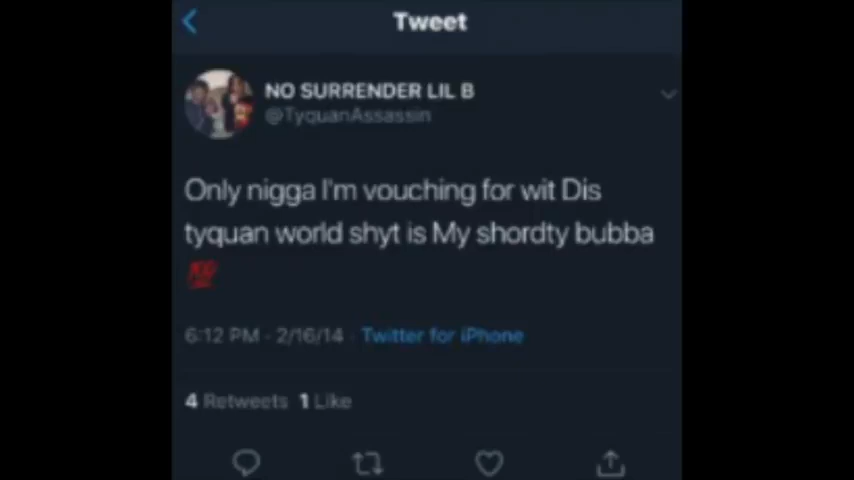 Tweet
NO SURRENDER LIL B
@TyquanAssassin
Only nigga I'm vouching for wit Dis
tyquan world shyt is My shordty bubba
💯
6:12 PM · 2/16/14 · Twitter for iPhone
4 Retweets 1 Like